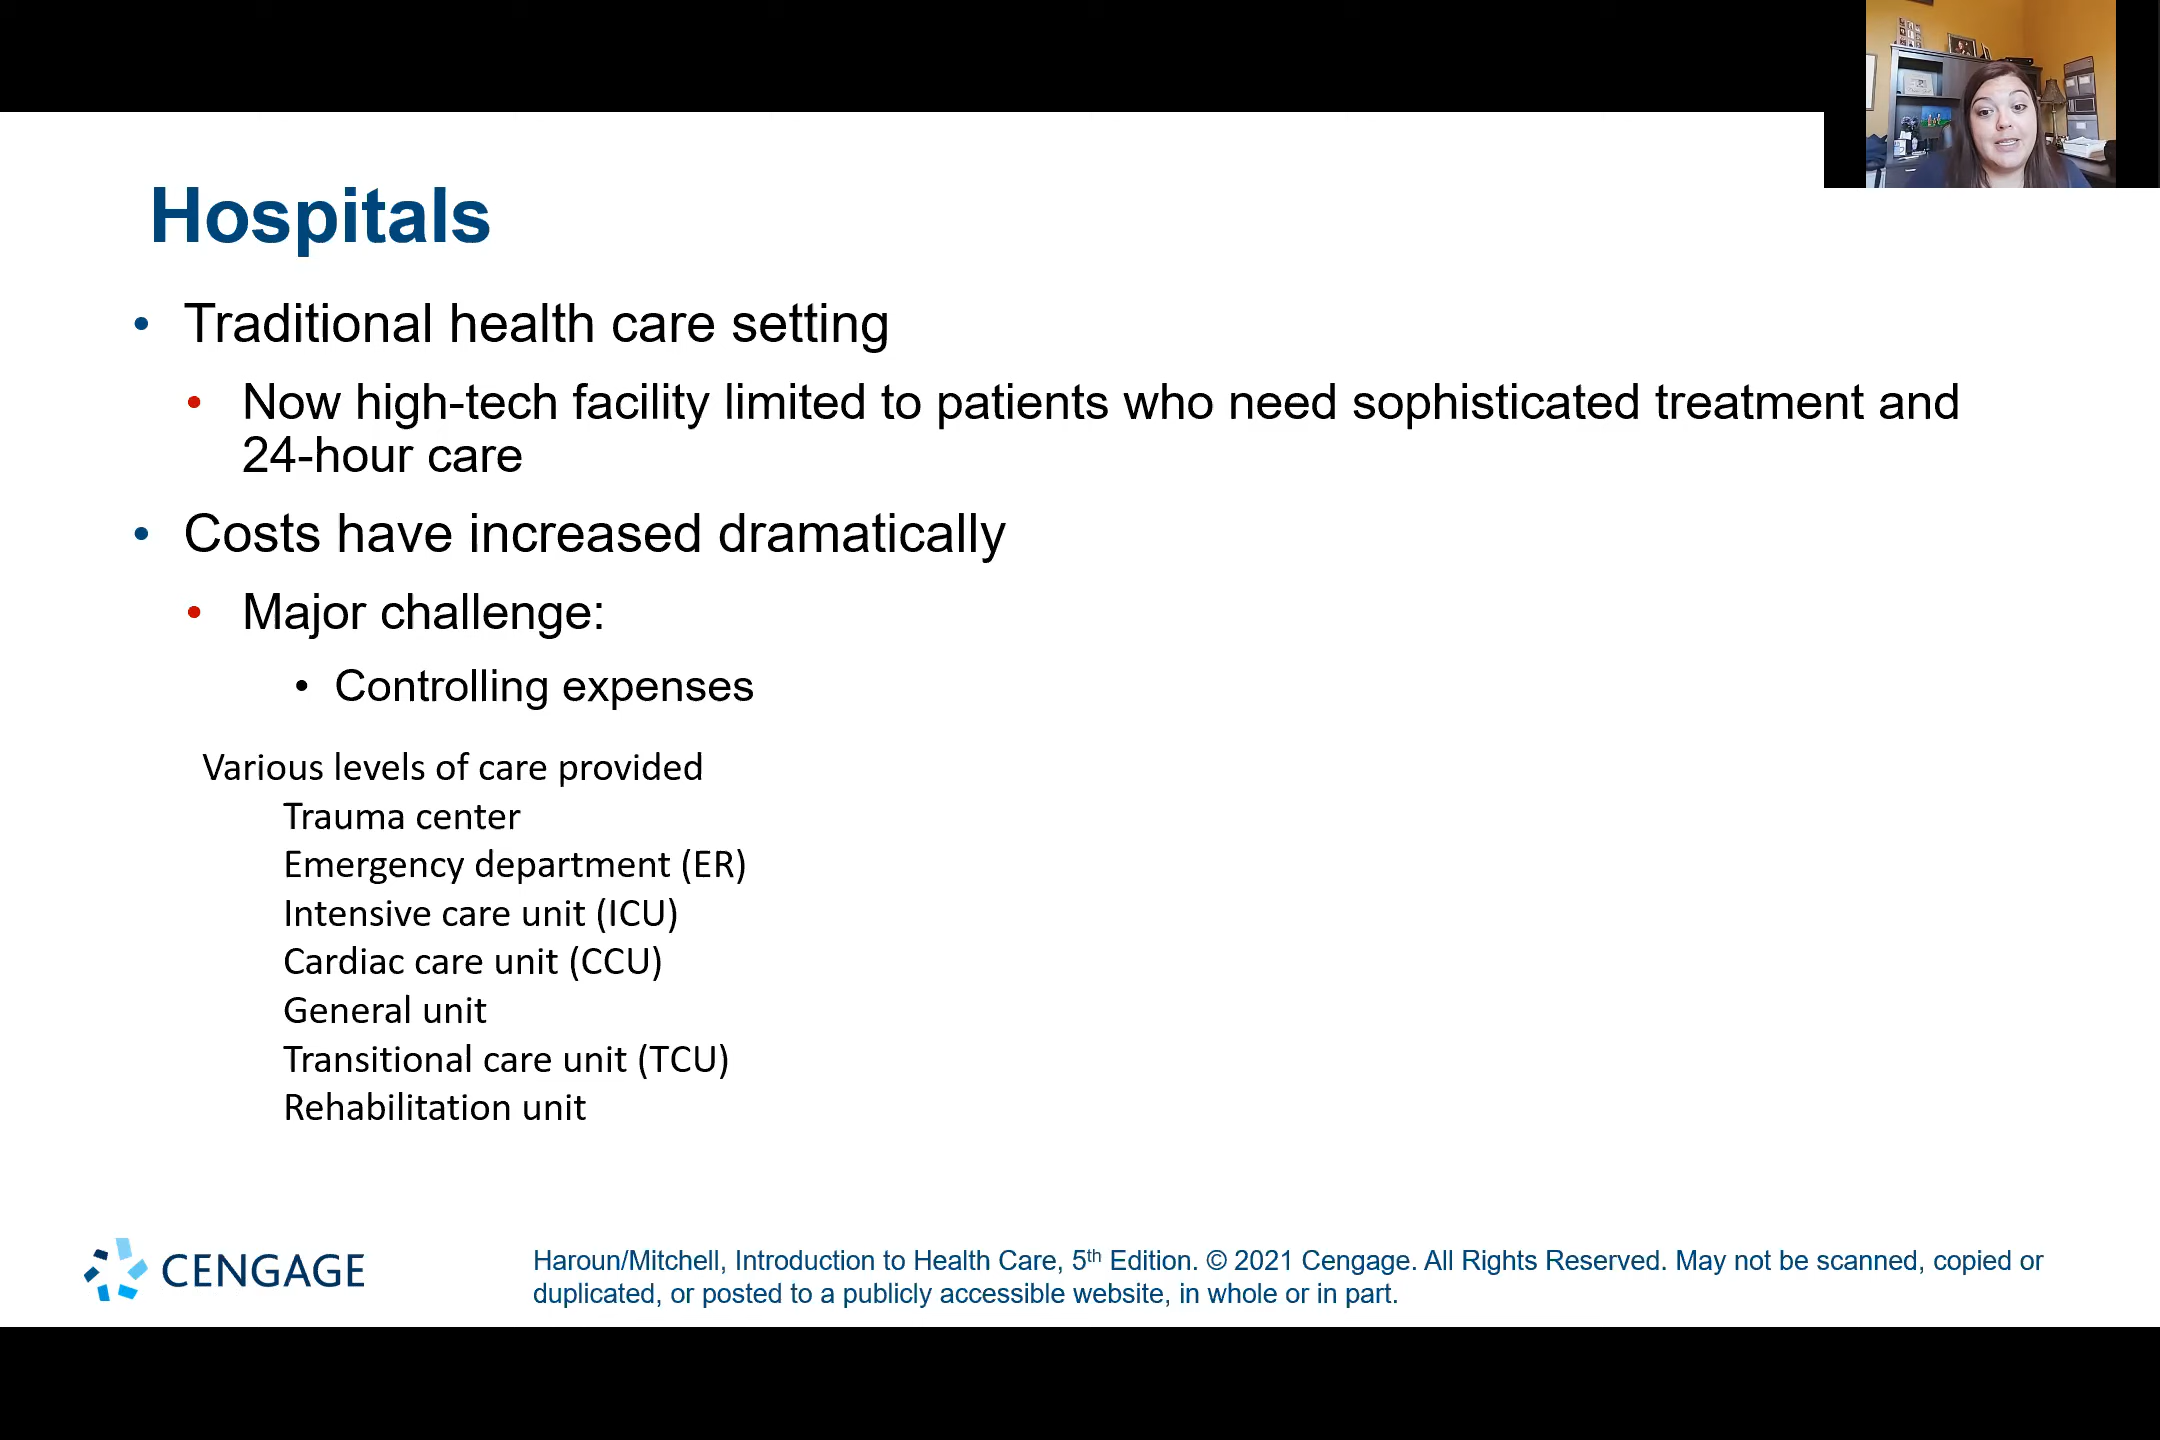 Hospitals
• Traditional health care setting
• Now high-tech facility limited to patients who need sophisticated treatment and
24-hour care
• Costs have increased dramatically
• Major challenge:
• Controlling expenses
Various levels of care provided
Trauma center
Emergency department (ER)
Intensive care unit (ICU)
Cardiac care unit (CCU)
General unit
Transitional care unit (TCU)
Rehabilitation unit
CENGAGE
Haroun/Mitchell, Introduction to Health Care, 5th Edition. © 2021 Cengage. All Rights Reserved. May not be scanned, copied or
duplicated, or posted to a publicly accessible website, in whole or in part.